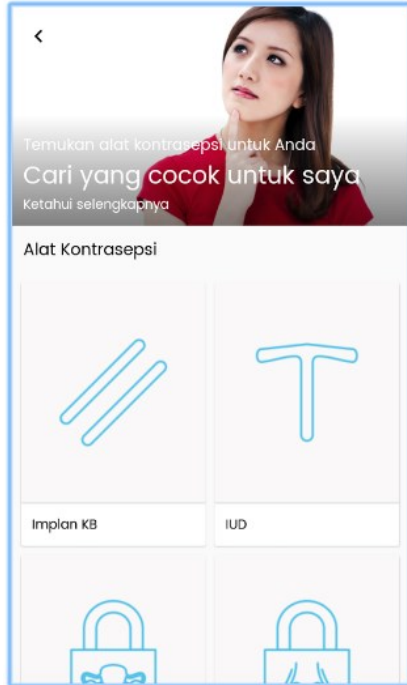 Temukan alat kontrasepsi untuk Anda
Cari yang cocok untuk saya
Ketahui selengkapnya
Alat Kontrasepsi
Implan KB
IUD